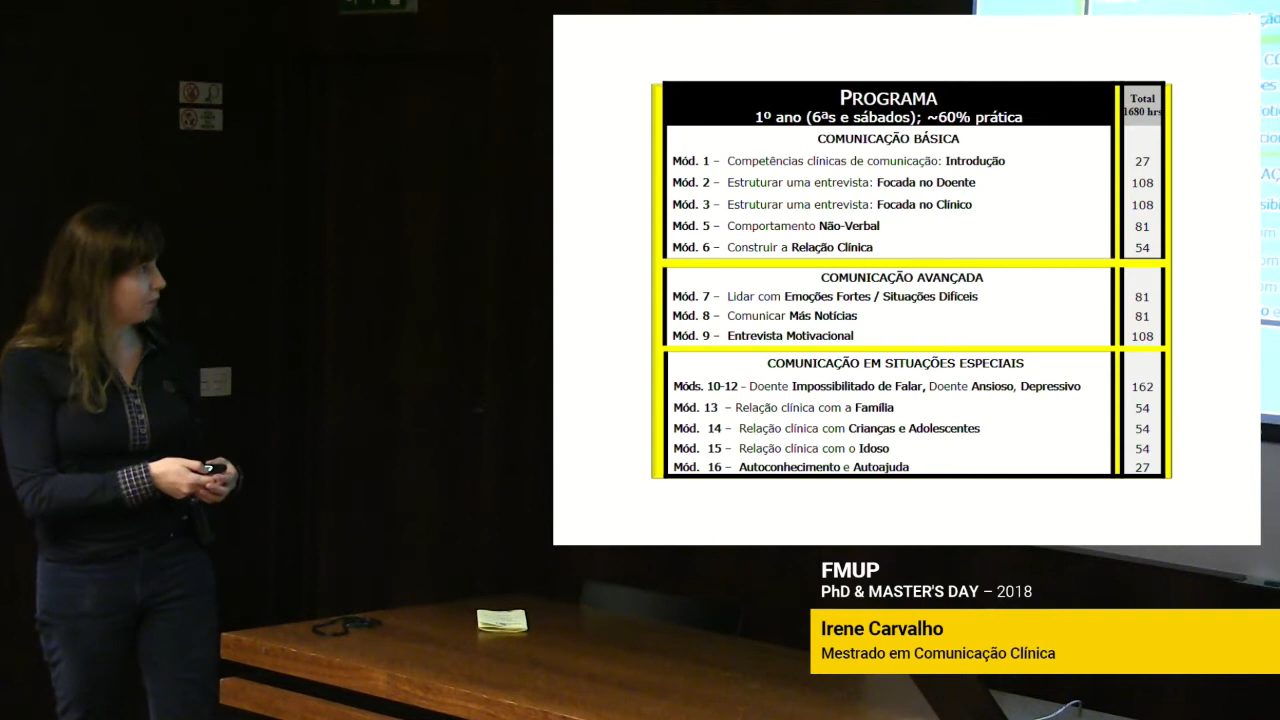 PROGRAMA
1º ano (6ªs e sábados); ~60% prática
Total
1680 hrs
COMUNICAÇÃO BÁSICA
Mód. 1 – Competências clínicas de comunicação: Introdução 27
Mód. 2 – Estruturar uma entrevista: Focada no Doente 108
Mód. 3 – Estruturar uma entrevista: Focada no Clínico 108
Mód. 5 – Comportamento Não-Verbal 81
Mód. 6 – Construir a Relação Clínica 54
COMUNICAÇÃO AVANÇADA
Mód. 7 – Lidar com Emoções Fortes / Situações Difíceis 81
Mód. 8 – Comunicar Más Notícias 81
Mód. 9 – Entrevista Motivacional 108
COMUNICAÇÃO EM SITUAÇÕES ESPECIAIS
Móds. 10-12 – Doente Impossibilitado de Falar, Doente Ansioso, Depressivo 162
Mód. 13 – Relação clínica com a Família 54
Mód. 14 – Relação clínica com Crianças e Adolescentes 54
Mód. 15 – Relação clínica com o Idoso 54
Mód. 16 – Autoconhecimento e Autoajuda 27
FMUP
PhD & MASTER'S DAY – 2018
Irene Carvalho
Mestrado em Comunicação Clínica